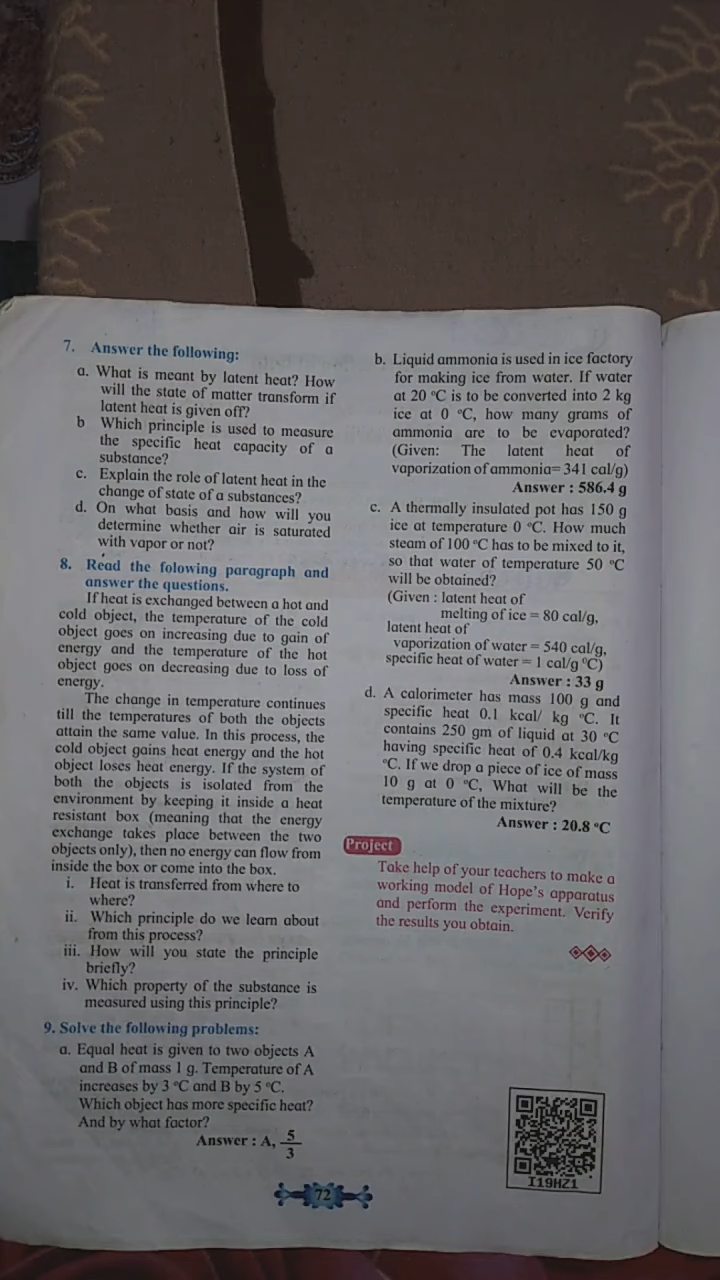 7. Answer the following:
a. What is meant by latent heat? How
will the state of matter transform if
latent heat is given off?
b Which principle is used to measure
the specific heat capacity of a
substance?
c. Explain the role of latent heat in the
change of state of a substances?
d. On what basis and how will you
determine whether air is saturated
with vapor or not?
8. Read the folowing paragraph and
answer the questions.
If heat is exchanged between a hot and
cold object, the temperature of the cold
object goes on increasing due to gain of
energy and the temperature of the hot
object goes on decreasing due to loss of
energy.
The change in temperature continues
till the temperatures of both the objects
attain the same value. In this process, the
cold object gains heat energy and the hot
object loses heat energy. If the system of
both the objects is isolated from the
environment by keeping it inside a heat
resistant box (meaning that the energy
exchange takes place between the two
objects only), then no energy can flow from
inside the box or come into the box.
i. Heat is transferred from where to
where?
ii. Which principle do we learn about
from this process?
iii. How will you state the principle
briefly?
iv. Which property of the substance is
measured using this principle?
9. Solve the following problems:
a. Equal heat is given to two objects A
and B of mass 1 g. Temperature of A
increases by 3 °C and B by 5 °C.
Which object has more specific heat?
And by what factor?
Answer : A, 5/3
b. Liquid ammonia is used in ice factory
for making ice from water. If water
at 20 °C is to be converted into 2 kg
ice at 0 °C, how many grams of
ammonia are to be evaporated?
(Given: The latent heat of
vaporization of ammonia= 341 cal/g)
Answer : 586.4 g
c. A thermally insulated pot has 150 g
ice at temperature 0 °C. How much
steam of 100 °C has to be mixed to it,
so that water of temperature 50 °C
will be obtained?
(Given : latent heat of
melting of ice = 80 cal/g,
latent heat of
vaporization of water = 540 cal/g,
specific heat of water = 1 cal/g °C)
Answer : 33 g
d. A calorimeter has mass 100 g and
specific heat 0.1 kcal/ kg °C. It
contains 250 gm of liquid at 30 °C
having specific heat of 0.4 kcal/kg
°C. If we drop a piece of ice of mass
10 g at 0 °C, What will be the
temperature of the mixture?
Answer : 20.8 °C
Project
Take help of your teachers to make a
working model of Hope's apparatus
and perform the experiment. Verify
the results you obtain.
I19HZ1
72